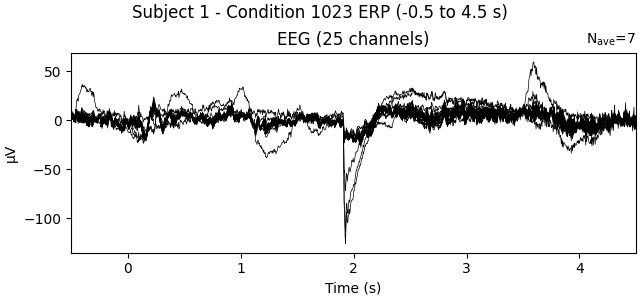 Subject 1 - Condition 1023 ERP (-0.5 to 4.5 s)
EEG (25 channels)
Nave=7
50
0
−50
−100
µV
0 1 2 3 4
Time (s)